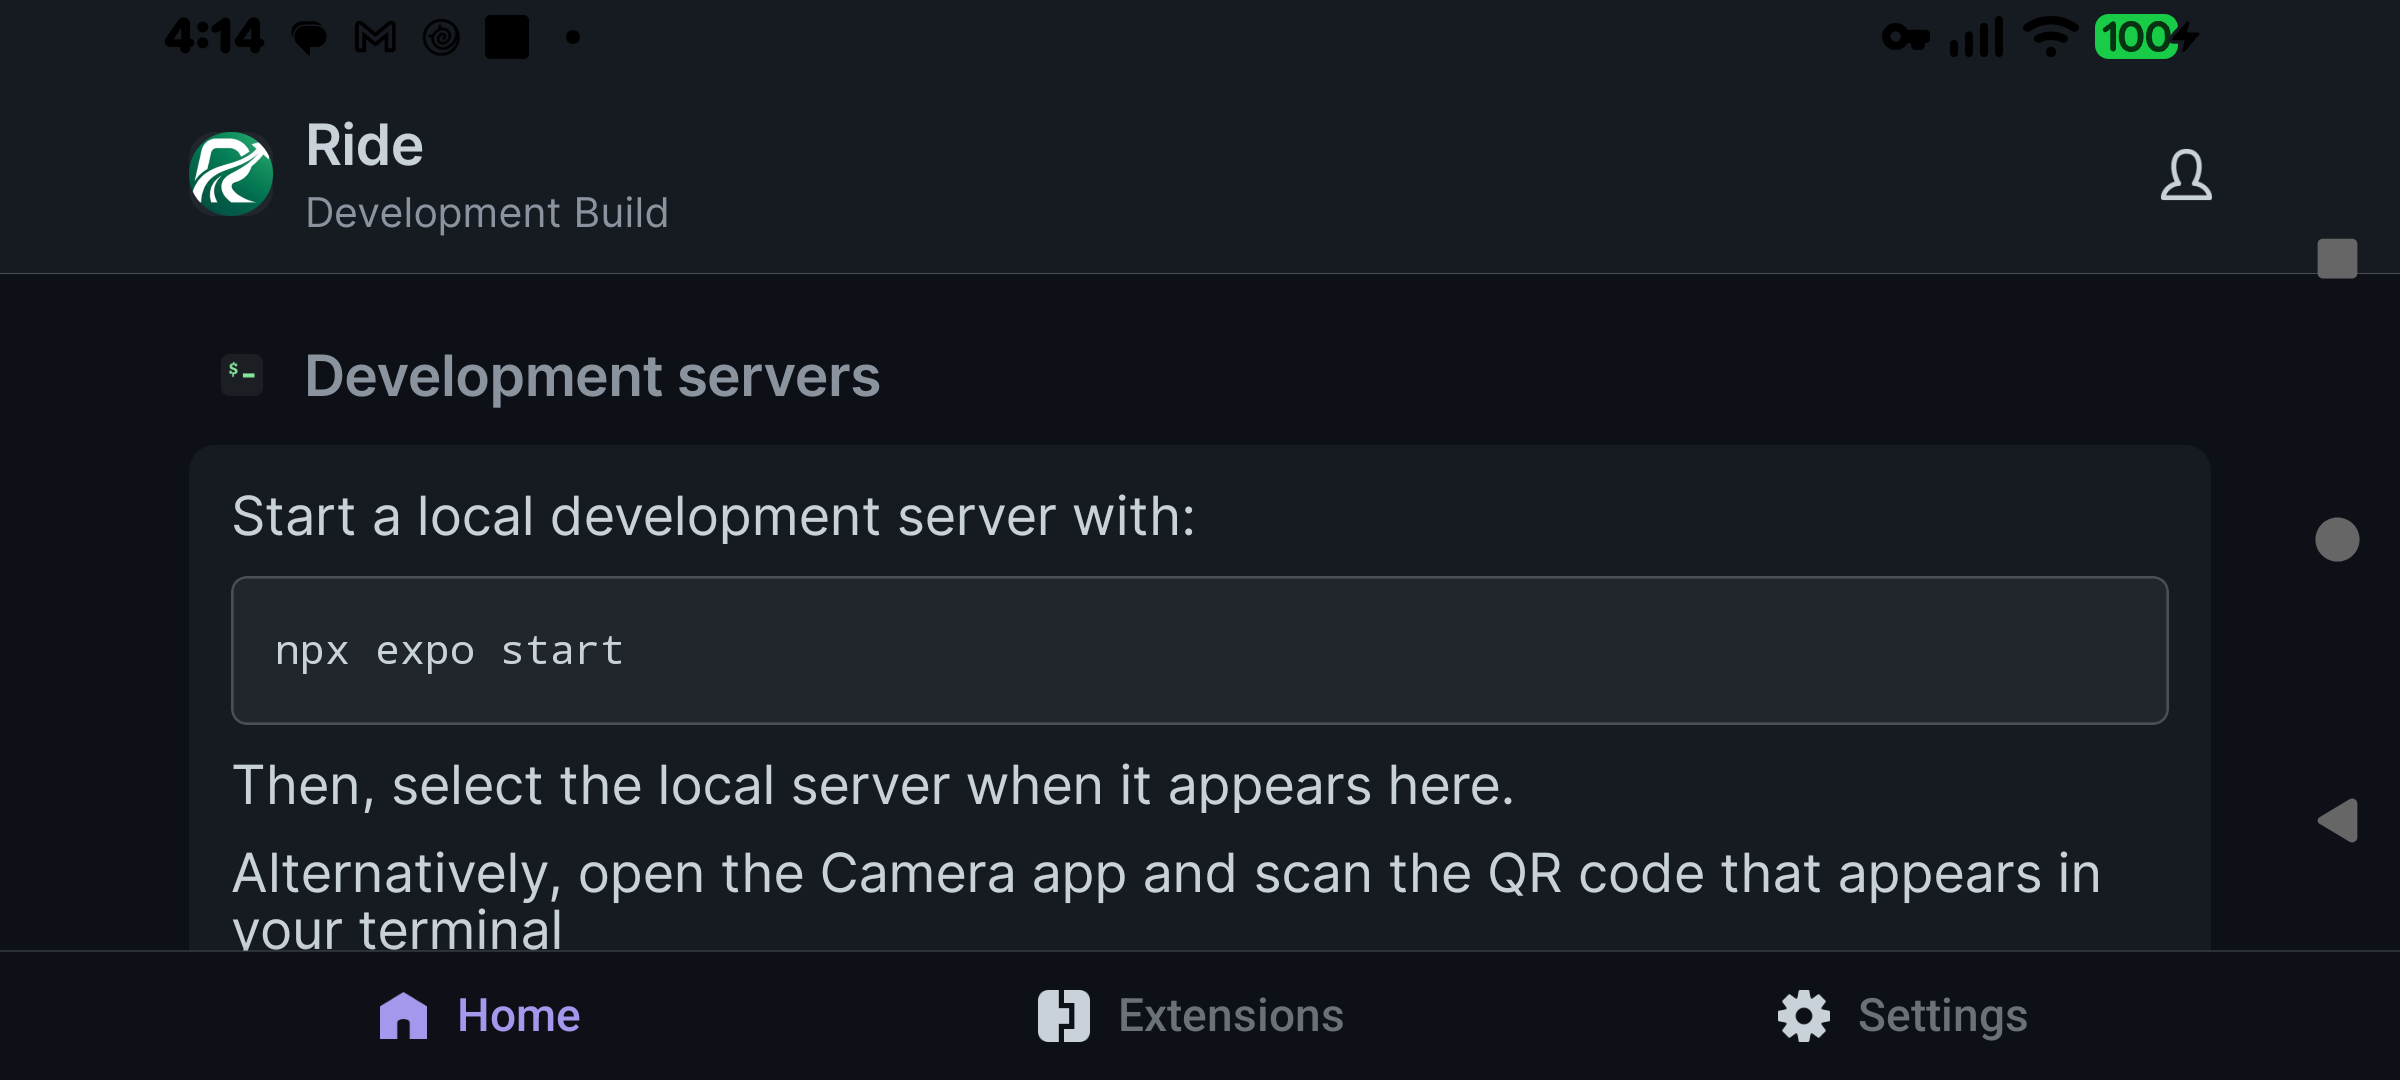 4:14
100
Ride
Development Build
$
Development servers
Start a local development server with:
npx expo start
Then, select the local server when it appears here.
Alternatively, open the Camera app and scan the QR code that appears in
your terminal
Home
Extensions
Settings